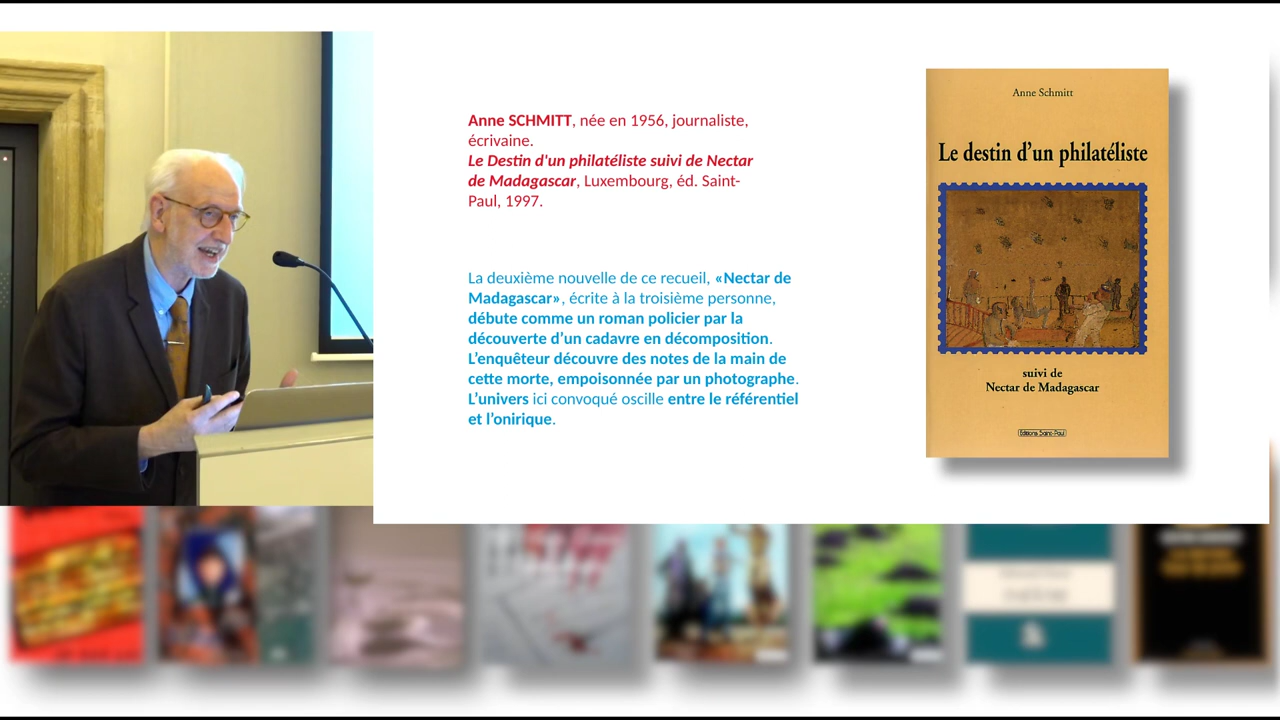 Anne SCHMITT, née en 1956, journaliste,
écrivaine.
Le Destin d'un philatéliste suivi de Nectar
de Madagascar, Luxembourg, éd. Saint-
Paul, 1997.
La deuxième nouvelle de ce recueil, «Nectar de
Madagascar», écrite à la troisième personne,
débute comme un roman policier par la
découverte d’un cadavre en décomposition.
L’enquêteur découvre des notes de la main de
cette morte, empoisonnée par un photographe.
L’univers ici convoqué oscille entre le référentiel
et l’onirique.
Anne Schmitt
Le destin d’un philatéliste
suivi de
Nectar de Madagascar
Éditions Saint-Paul